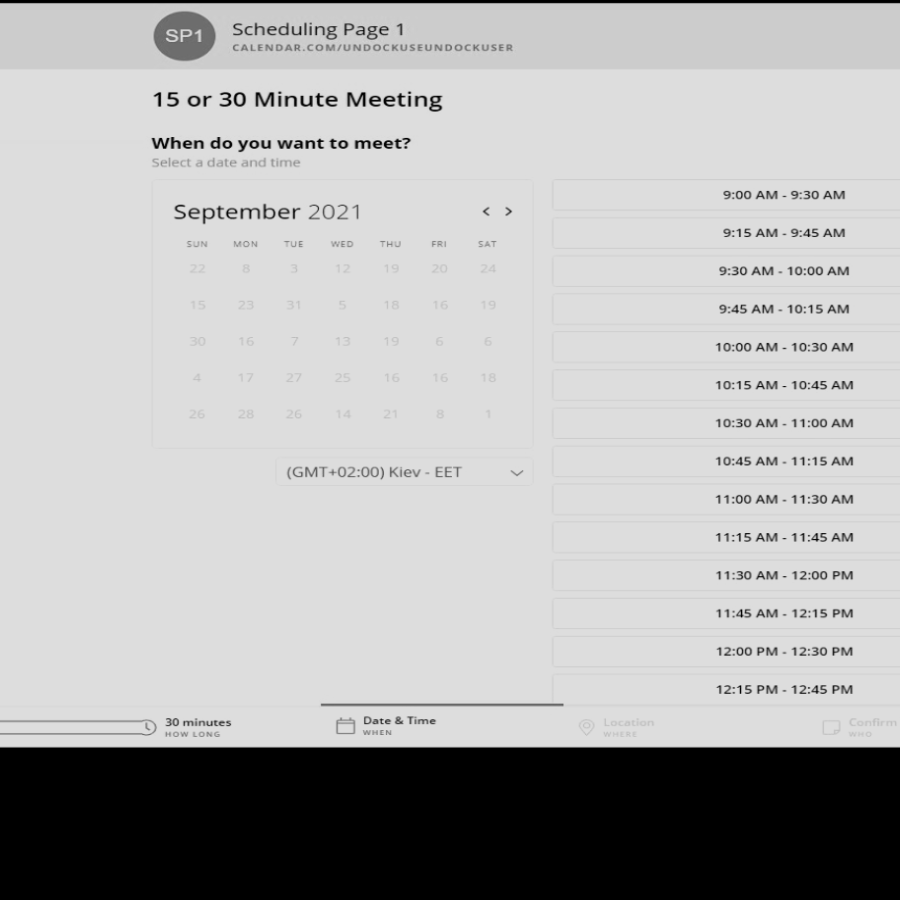 SP1
Scheduling Page 1
CALENDAR.COM/UNDOCKUSEUNDOCKUSER
15 or 30 Minute Meeting
When do you want to meet?
Select a date and time
September 2021
< >
SUN MON TUE WED THU FRI SAT
22 8 3 12 19 20 24
15 23 31 5 18 16 19
30 16 7 13 19 6 6
4 17 27 25 16 16 18
26 28 26 14 21 8 1
(GMT+02:00) Kiev - EET
9:00 AM - 9:30 AM
9:15 AM - 9:45 AM
9:30 AM - 10:00 AM
9:45 AM - 10:15 AM
10:00 AM - 10:30 AM
10:15 AM - 10:45 AM
10:30 AM - 11:00 AM
10:45 AM - 11:15 AM
11:00 AM - 11:30 AM
11:15 AM - 11:45 AM
11:30 AM - 12:00 PM
11:45 AM - 12:15 PM
12:00 PM - 12:30 PM
12:15 PM - 12:45 PM
30 minutes
HOW LONG
Date & Time
WHEN
Location
WHERE
Confirm
WHO